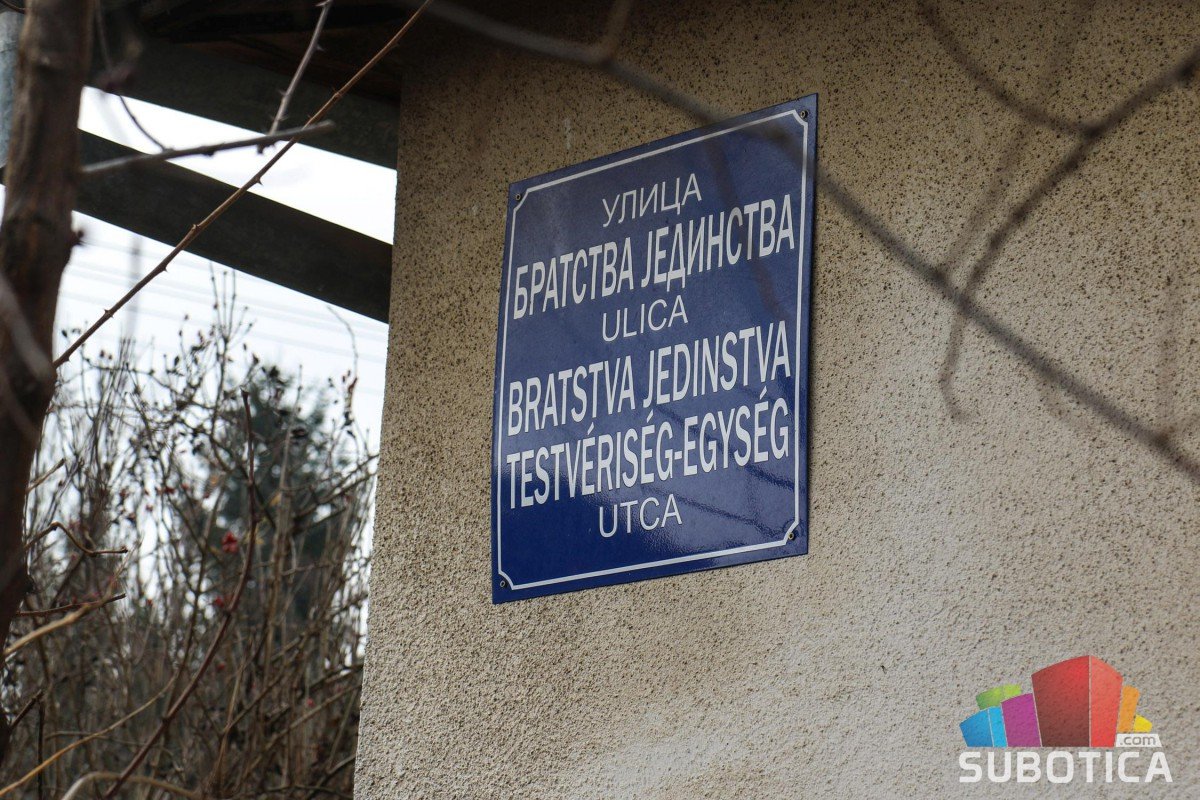 УЛИЦА
БРАТСТВА ЈЕДИНСТВА
ULICA
BRATSTVA JEDINSTVA
TESTVÉRISÉG-EGYSÉG
UTCA
.com
SUBOTICA